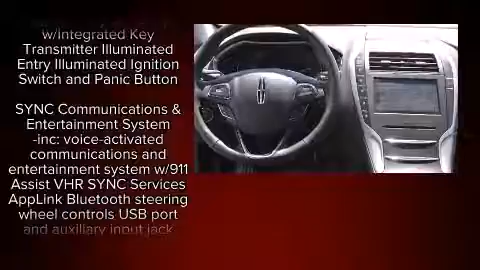 w/Integrated Key
Transmitter Illuminated
Entry Illuminated Ignition
Switch and Panic Button
SYNC Communications &
Entertainment System
-inc: voice-activated
communications and
entertainment system w/911
Assist VHR SYNC Services
AppLink Bluetooth steering
wheel controls USB port
and auxiliary input jack